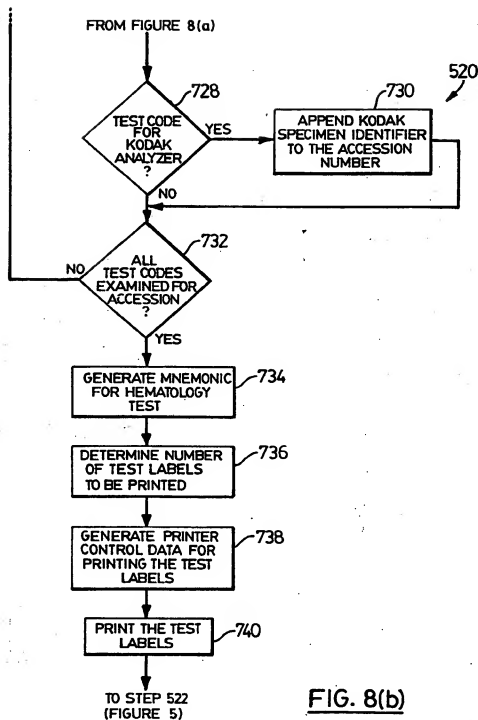 FROM FIGURE 8(a)
728
TEST CODE
FOR
KODAK
ANALYZER
?
YES
730
APPEND KODAK
SPECIMEN IDENTIFIER
TO THE ACCESSION
NUMBER
520
NO
732
ALL
TEST CODES
EXAMINED FOR
ACCESSION
?
NO
YES
GENERATE MNEMONIC
FOR HEMATOLOGY
TEST
734
DETERMINE NUMBER
OF TEST LABELS
TO BE PRINTED
736
GENERATE PRINTER
CONTROL DATA FOR
PRINTING THE TEST
LABELS
738
PRINT THE TEST
LABELS
740
TO STEP 522
(FIGURE 5)
FIG. 8(b)